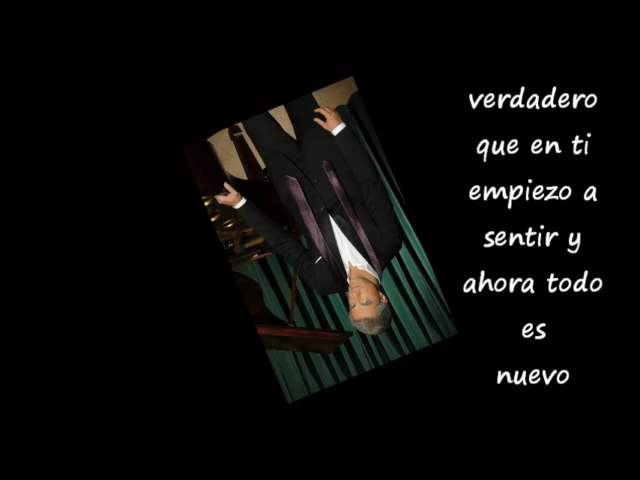 verdadero
que en ti
empiezo a
sentir y
ahora todo
es
nuevo